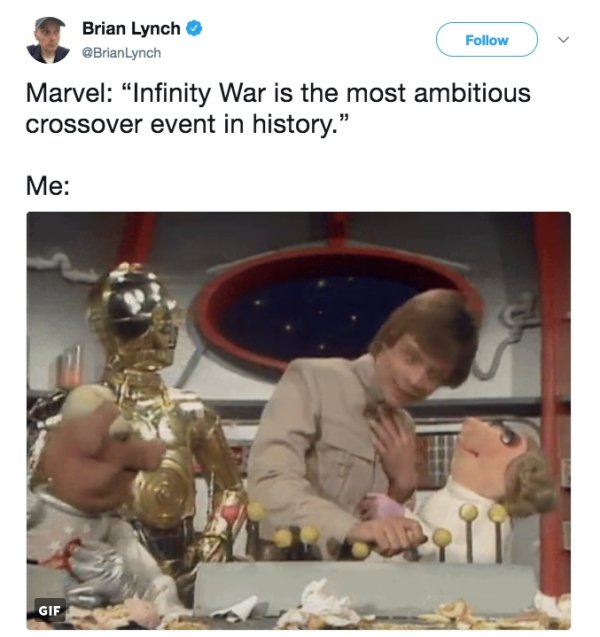 Brian Lynch
@BrianLynch
Follow
Marvel: “Infinity War is the most ambitious
crossover event in history.”
Me:
GIF